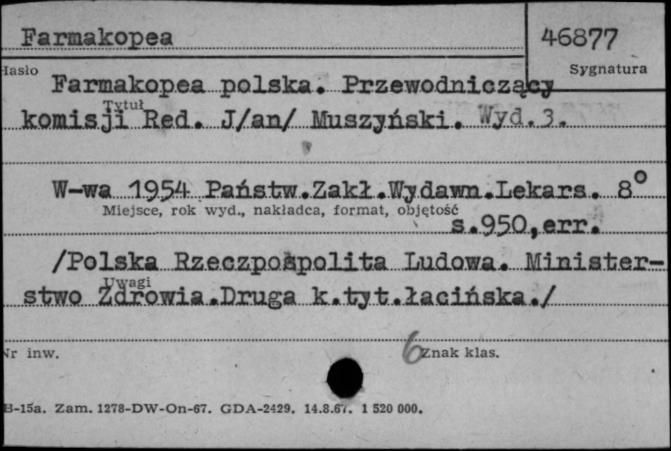 Farmakopea
46877
Hasło
Sygnatura
Farmakopea polska. Przewodniczący
Tytuł
komisji Red. J/an/ Muszyński. Wyd.3.
W-wa 1954 Państw.Zakł.Wydawn.Lekars. 8°
Miejsce, rok wyd., nakładca, format, objętość
s.950,err.
/Polska Rzeczpospolita Ludowa. Minister-
Uwagi
stwo Zdrowia.Druga k.tyt.łacińska./
Nr inw.
6
Znak klas.
B-15a. Zam. 1278-DW-On-67. GDA-2429. 14.8.67. 1 520 000.